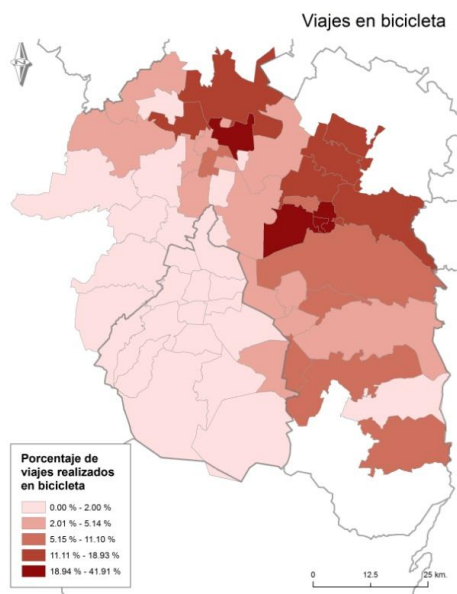 Viajes en bicicleta
Porcentaje de
viajes realizados
en bicicleta
0.00 % - 2.00 %
2.01 % - 5.14 %
5.15 % - 11.10 %
11.11 % - 18.93 %
18.94 % - 41.91 %
0 12.5 25 km.